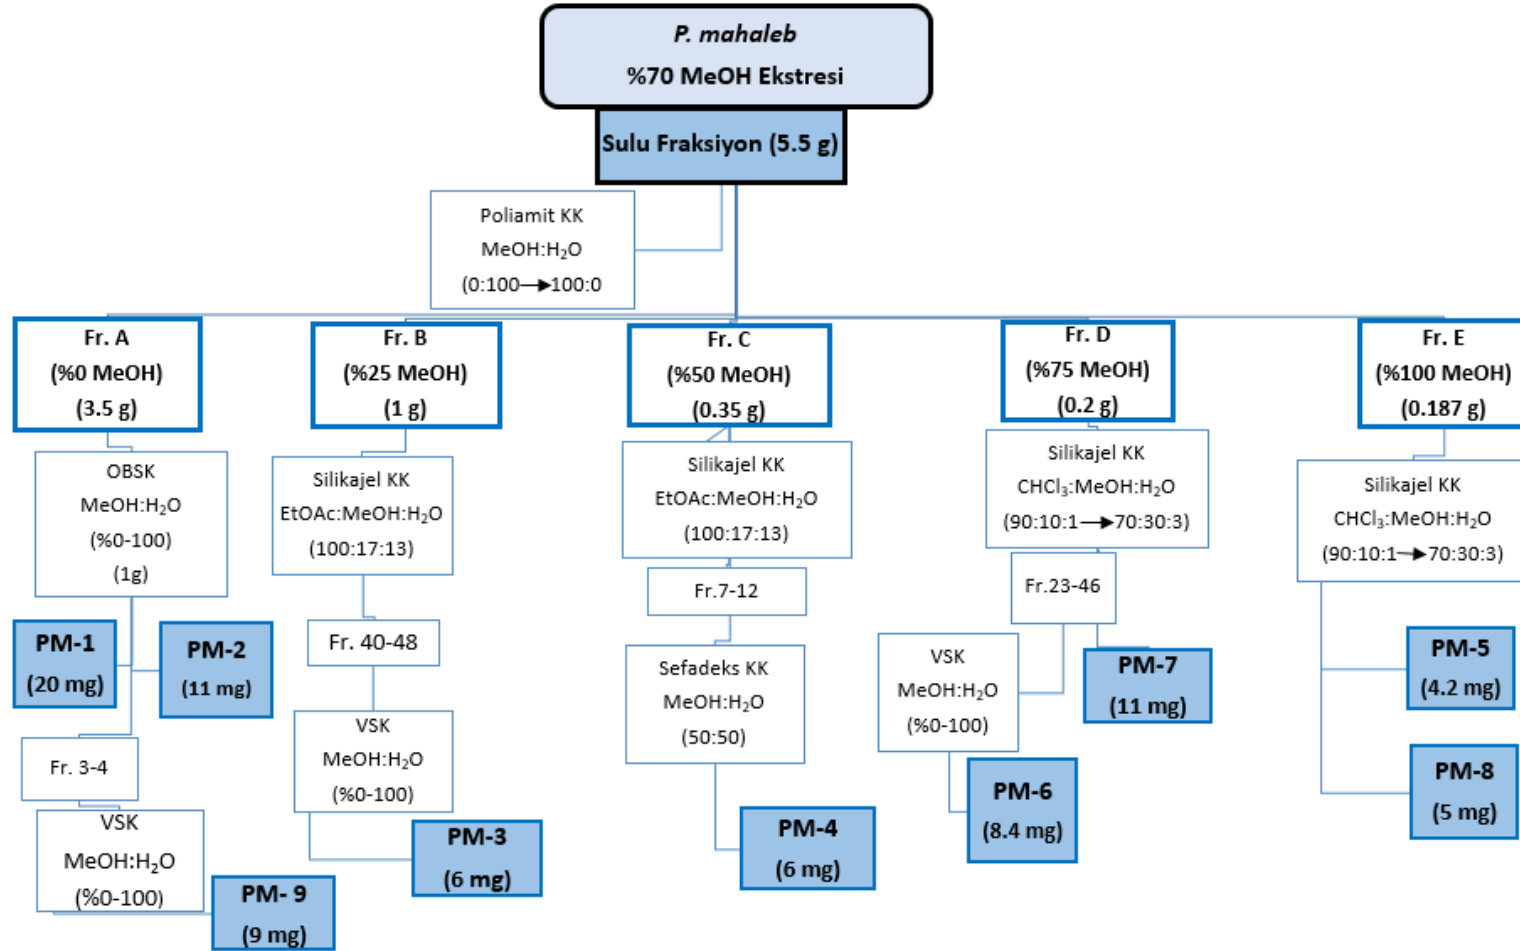 P. mahaleb
%70 MeOH Ekstresi
Sulu Fraksiyon (5.5 g)
Poliamit KK
MeOH:H₂O
(0:100→100:0
Fr. A
(%0 MeOH)
(3.5 g)
Fr. B
(%25 MeOH)
(1 g)
Fr. C
(%50 MeOH)
(0.35 g)
Fr. D
(%75 MeOH)
(0.2 g)
Fr. E
(%100 MeOH)
(0.187 g)
OBSK
MeOH:H₂O
(%0-100)
(1g)
PM-1
(20 mg)
PM-2
(11 mg)
Fr. 3-4
VSK
MeOH:H₂O
(%0-100)
PM- 9
(9 mg)
Silikajel KK
EtOAc:MeOH:H₂O
(100:17:13)
Fr. 40-48
VSK
MeOH:H₂O
(%0-100)
PM-3
(6 mg)
Silikajel KK
EtOAc:MeOH:H₂O
(100:17:13)
Fr.7-12
Sefadeks KK
MeOH:H₂O
(50:50)
PM-4
(6 mg)
Silikajel KK
CHCl₃:MeOH:H₂O
(90:10:1→70:30:3)
Fr.23-46
VSK
MeOH:H₂O
(%0-100)
PM-7
(11 mg)
PM-6
(8.4 mg)
Silikajel KK
CHCl₃:MeOH:H₂O
(90:10:1→70:30:3)
PM-5
(4.2 mg)
PM-8
(5 mg)